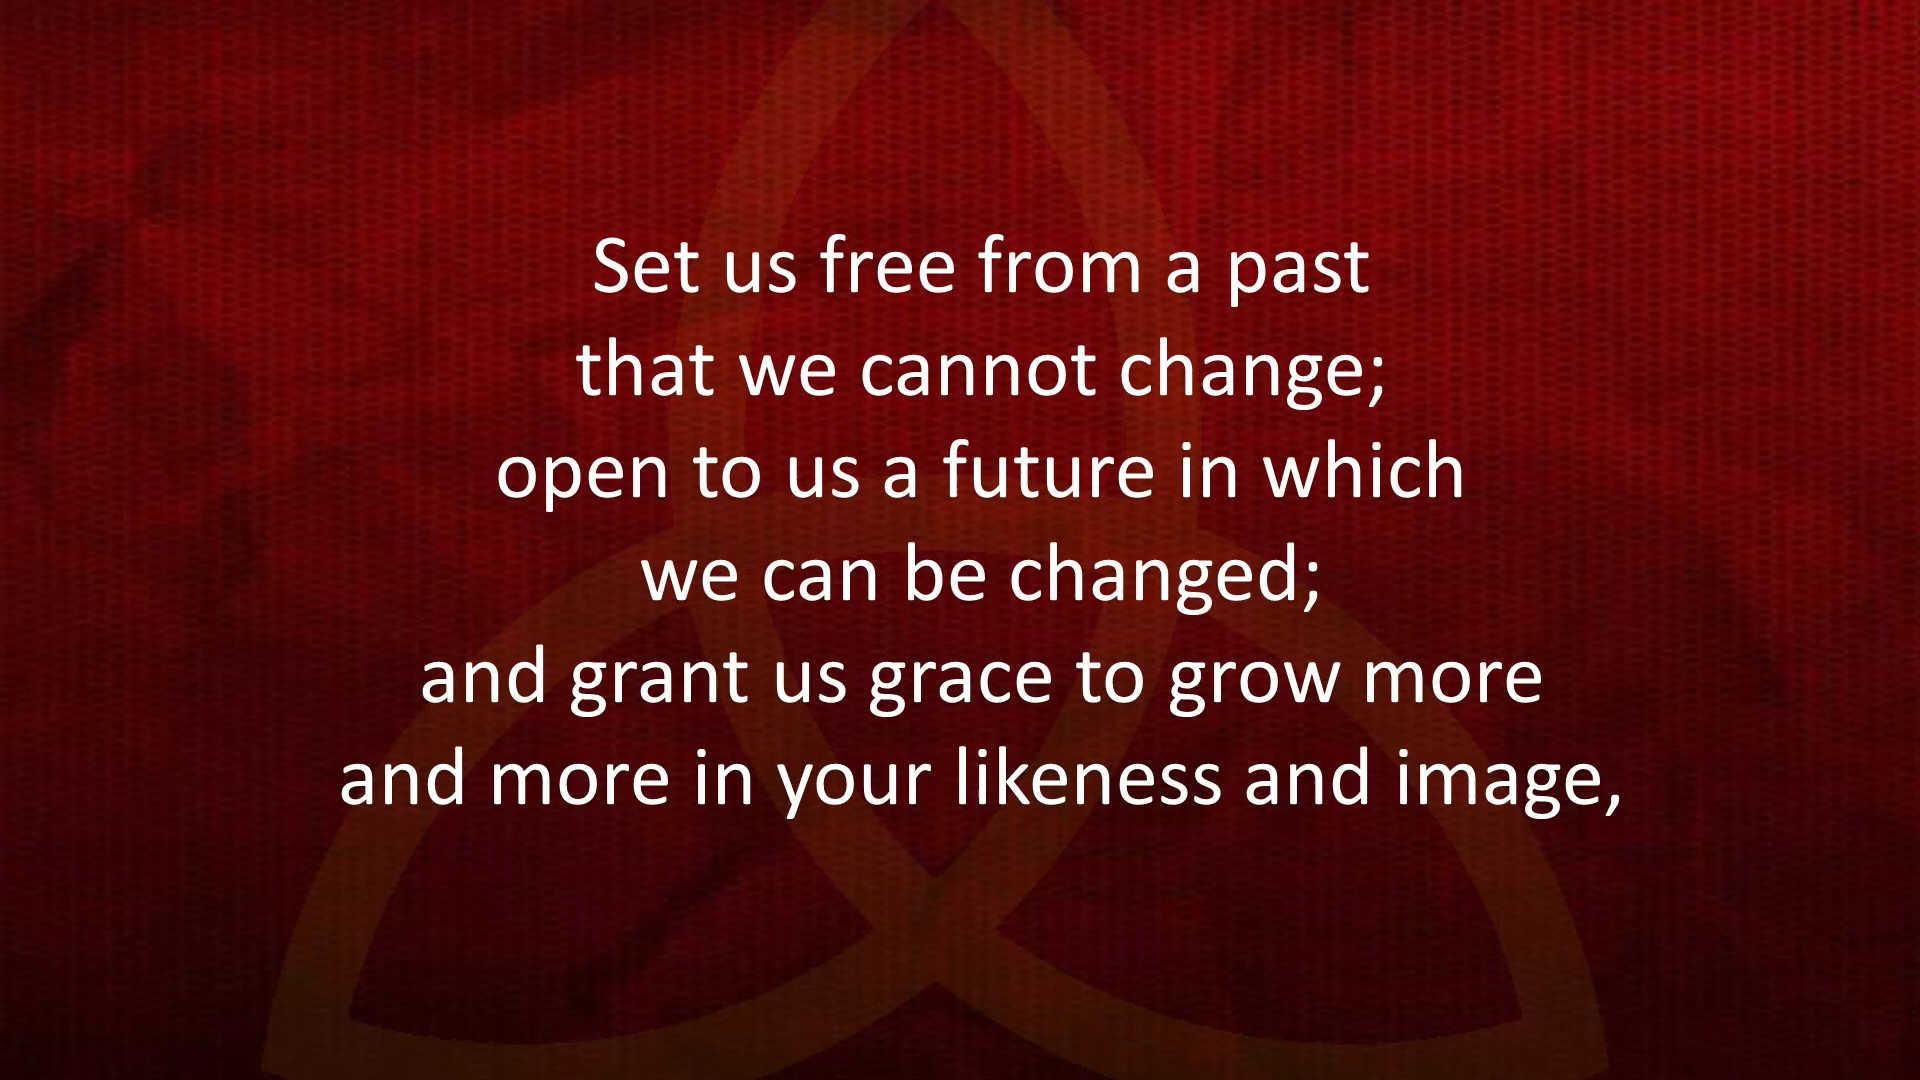 Set us free from a past
that we cannot change;
open to us a future in which
we can be changed;
and grant us grace to grow more
and more in your likeness and image,